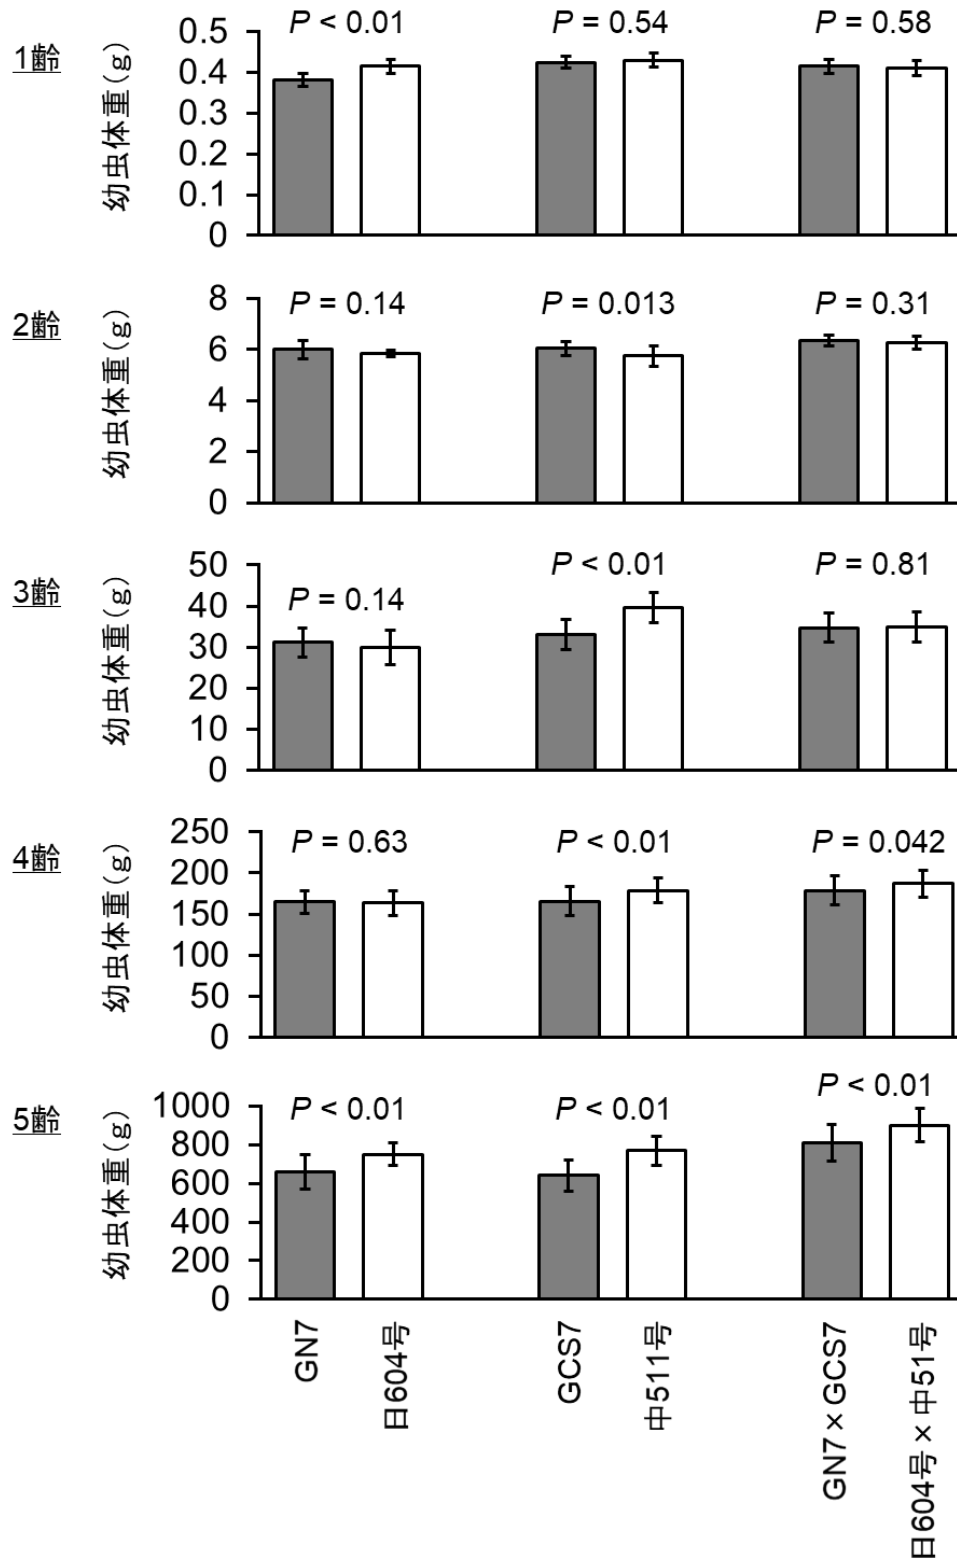 1齢
幼虫体重(g)
0.5
0.4
0.3
0.2
0.1
0
P < 0.01
P = 0.54
P = 0.58
2齢
幼虫体重(g)
8
6
4
2
0
P = 0.14
P = 0.013
P = 0.31
3齢
幼虫体重(g)
50
40
30
20
10
0
P = 0.14
P < 0.01
P = 0.81
4齢
幼虫体重(g)
250
200
150
100
50
0
P = 0.63
P < 0.01
P = 0.042
5齢
幼虫体重(g)
1000
800
600
400
200
0
P < 0.01
P < 0.01
P < 0.01
GN7
日604号
GCS7
中511号
GN7×GCS7
日604号×中51号